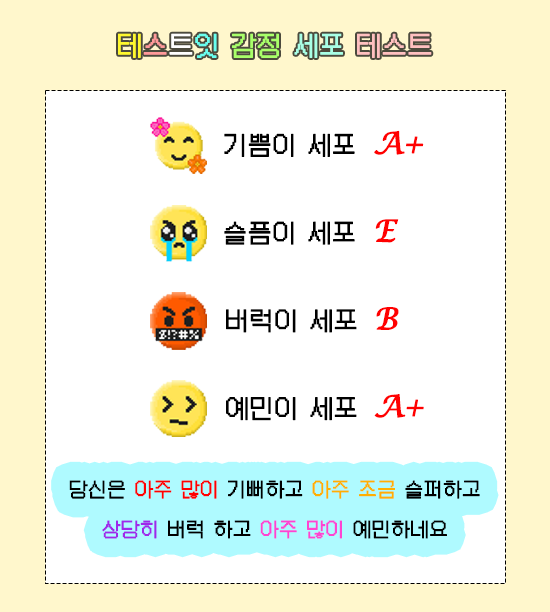 테스트잇 감정 세포 테스트
기쁨이 세포 A+
슬픔이 세포 E
버럭이 세포 B
$!?#%
예민이 세포 A+
당신은 아주 많이 기뻐하고 아주 조금 슬퍼하고
상당히 버럭 하고 아주 많이 예민하네요